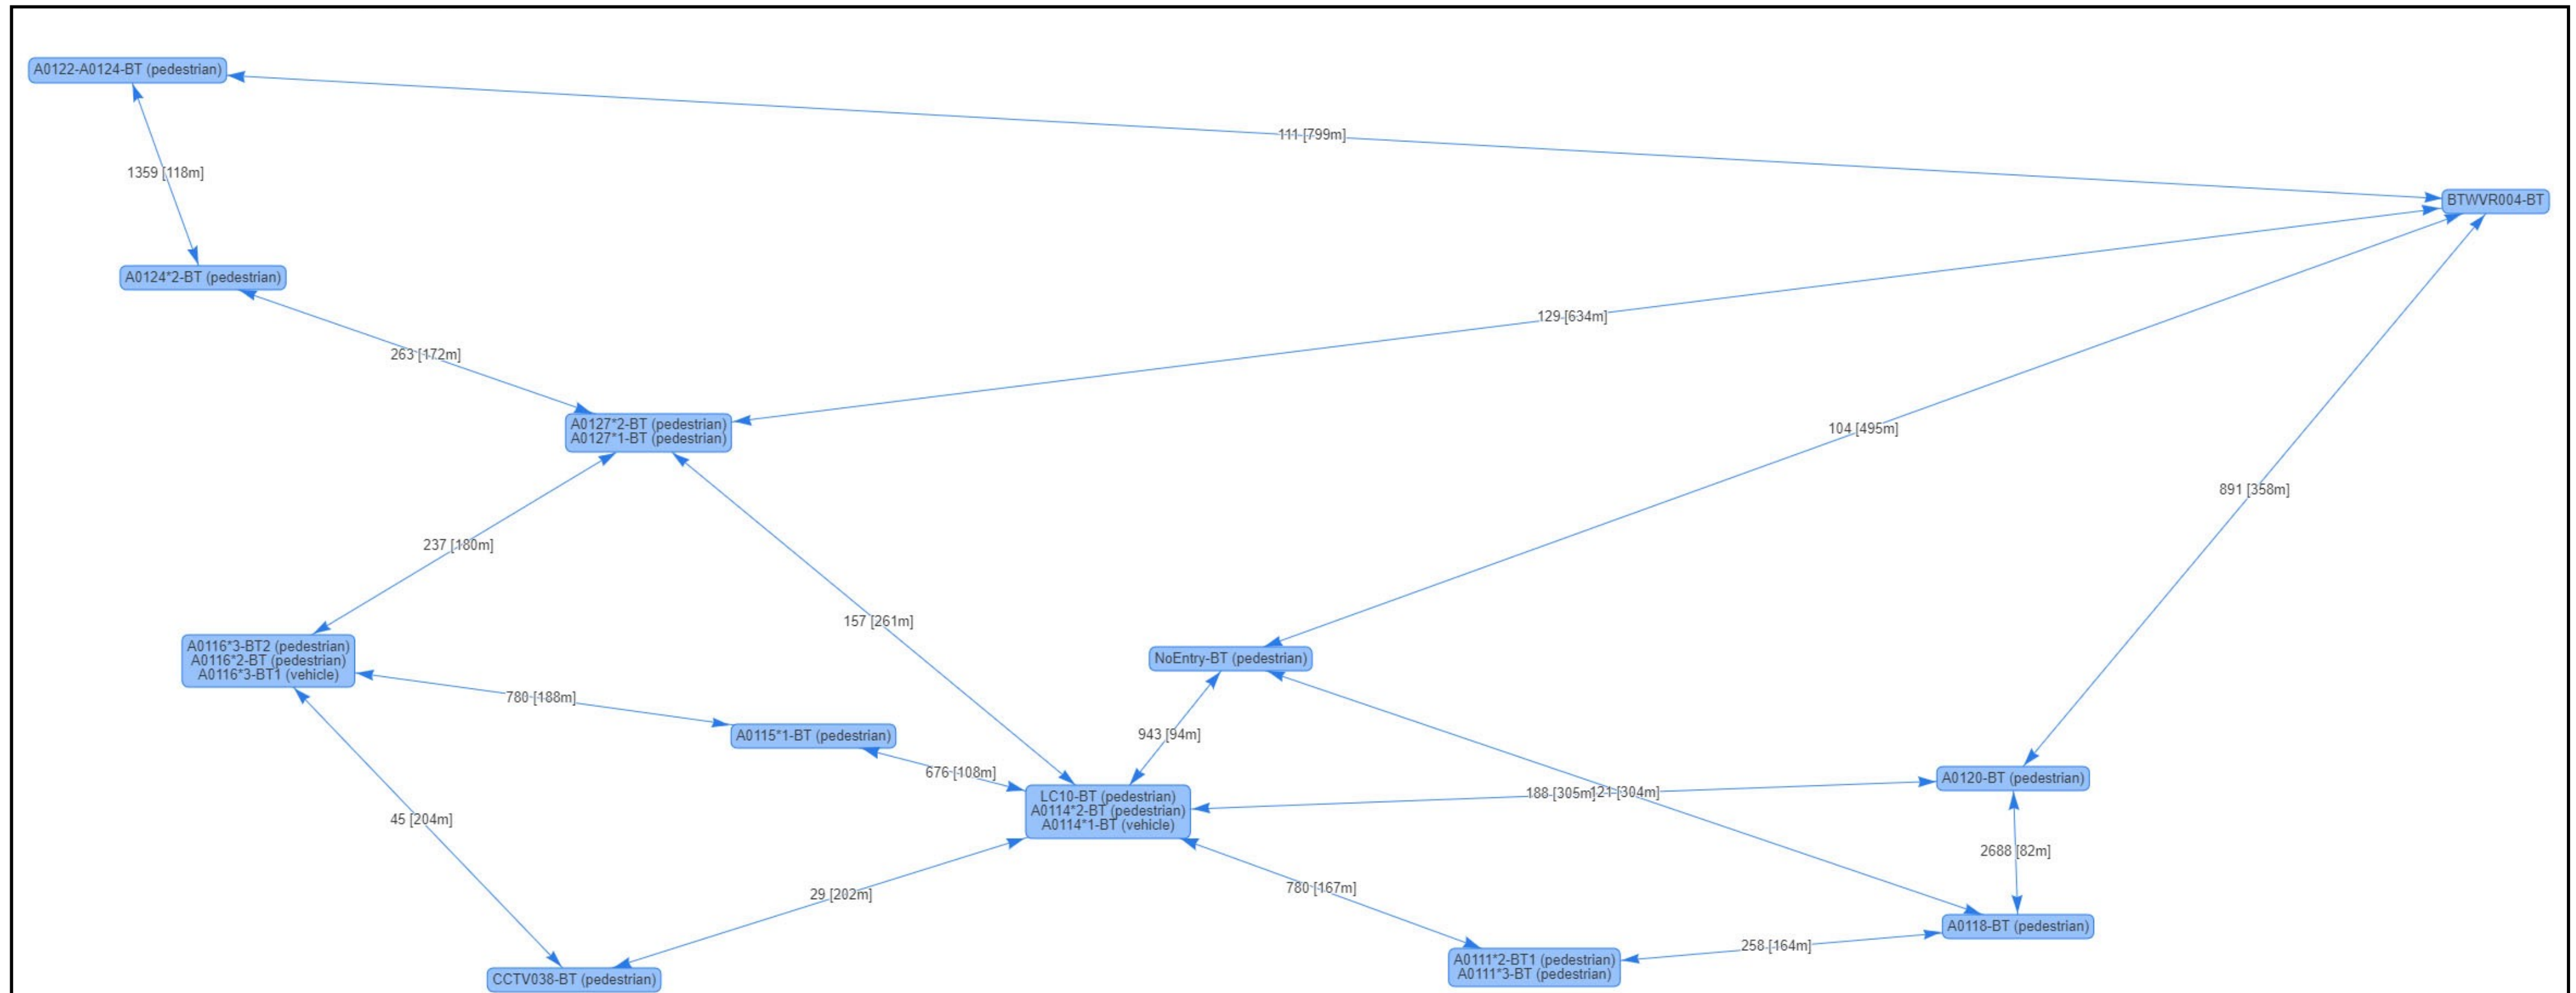 A0122-A0124-BT (pedestrian)
111 [799m]
1359 [118m]
BTWVR004-BT
A0124*2-BT (pedestrian)
129 [634m]
263 [172m]
A0127*2-BT (pedestrian)
A0127*1-BT (pedestrian)
104 [495m]
891 [358m]
237 [180m]
157 [261m]
A0116*3-BT2 (pedestrian)
A0116*2-BT (pedestrian)
A0116*3-BT1 (vehicle)
NoEntry-BT (pedestrian)
780 [188m]
A0115*1-BT (pedestrian)
943 [94m]
676 [108m]
A0120-BT (pedestrian)
LC10-BT (pedestrian)
A0114*2-BT (pedestrian)
A0114*1-BT (vehicle)
188 [305m]
121 [304m]
45 [204m]
2688 [82m]
29 [202m]
780 [167m]
A0118-BT (pedestrian)
258 [164m]
A0111*2-BT1 (pedestrian)
A0111*3-BT (pedestrian)
CCTV038-BT (pedestrian)